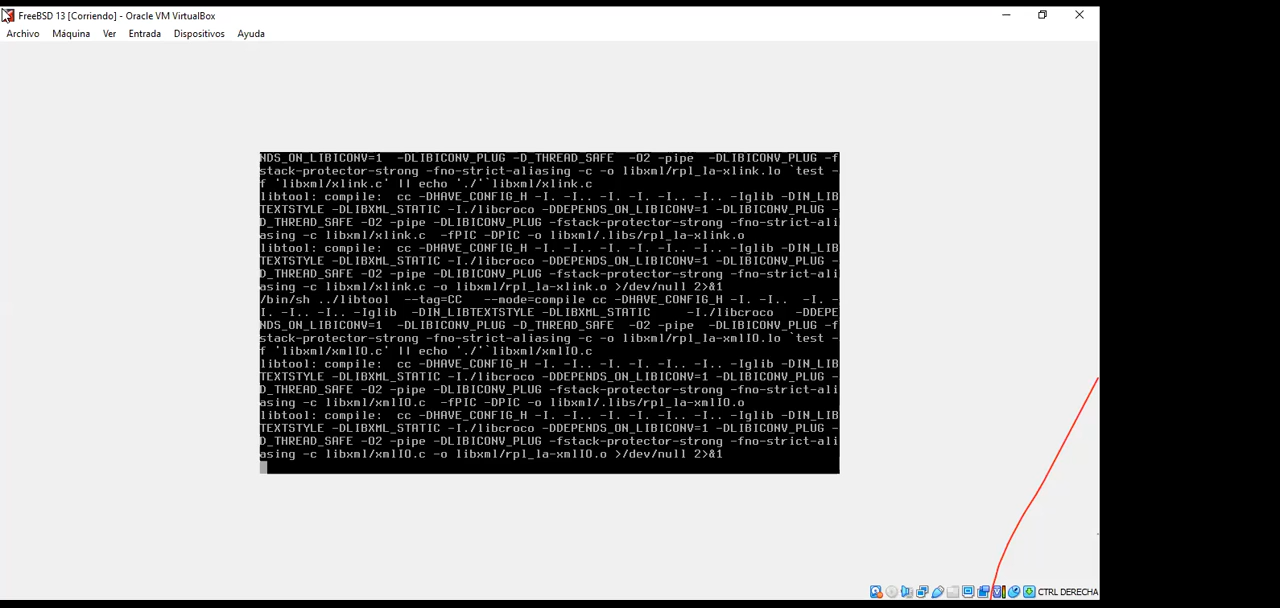 FreeBSD 13 [Corriendo] - Oracle VM VirtualBox
Archivo Máquina Ver Entrada Dispositivos Ayuda
NDS_ON_LIBICONV=1  -DLIBICONV_PLUG -D_THREAD_SAFE  -O2 -pipe  -DLIBICONV_PLUG -f
stack-protector-strong -fno-strict-aliasing -c -o libxml/rpl_la-xlink.lo `test -
f 'libxml/xlink.c' || echo './'`libxml/xlink.c
libtool: compile:  cc -DHAVE_CONFIG_H -I. -I.. -I. -I. -I.. -I.. -Iglib -DIN_LIB
TEXTSTYLE -DLIBXML_STATIC -I./libcroco -DDEPENDS_ON_LIBICONV=1 -DLIBICONV_PLUG -
D_THREAD_SAFE -O2 -pipe -DLIBICONV_PLUG -fstack-protector-strong -fno-strict-ali
asing -c libxml/xlink.c  -fPIC -DPIC -o libxml/.libs/rpl_la-xlink.o
libtool: compile:  cc -DHAVE_CONFIG_H -I. -I.. -I. -I. -I.. -I.. -Iglib -DIN_LIB
TEXTSTYLE -DLIBXML_STATIC -I./libcroco -DDEPENDS_ON_LIBICONV=1 -DLIBICONV_PLUG -
D_THREAD_SAFE -O2 -pipe -DLIBICONV_PLUG -fstack-protector-strong -fno-strict-ali
asing -c libxml/xlink.c -o libxml/rpl_la-xlink.o >/dev/null 2>&1
/bin/sh ../libtool  --tag=CC   --mode=compile cc -DHAVE_CONFIG_H -I. -I..  -I. -
I. -I.. -I.. -Iglib  -DIN_LIBTEXTSTYLE -DLIBXML_STATIC     -I./libcroco   -DDEPE
NDS_ON_LIBICONV=1  -DLIBICONV_PLUG -D_THREAD_SAFE  -O2 -pipe  -DLIBICONV_PLUG -f
stack-protector-strong -fno-strict-aliasing -c -o libxml/rpl_la-xmlIO.lo `test -
f 'libxml/xmlIO.c' || echo './'`libxml/xmlIO.c
libtool: compile:  cc -DHAVE_CONFIG_H -I. -I.. -I. -I. -I.. -I.. -Iglib -DIN_LIB
TEXTSTYLE -DLIBXML_STATIC -I./libcroco -DDEPENDS_ON_LIBICONV=1 -DLIBICONV_PLUG -
D_THREAD_SAFE -O2 -pipe -DLIBICONV_PLUG -fstack-protector-strong -fno-strict-ali
asing -c libxml/xmlIO.c  -fPIC -DPIC -o libxml/.libs/rpl_la-xmlIO.o
libtool: compile:  cc -DHAVE_CONFIG_H -I. -I.. -I. -I. -I.. -I.. -Iglib -DIN_LIB
TEXTSTYLE -DLIBXML_STATIC -I./libcroco -DDEPENDS_ON_LIBICONV=1 -DLIBICONV_PLUG -
D_THREAD_SAFE -O2 -pipe -DLIBICONV_PLUG -fstack-protector-strong -fno-strict-ali
asing -c libxml/xmlIO.c -o libxml/rpl_la-xmlIO.o >/dev/null 2>&1
CTRL DERECHA